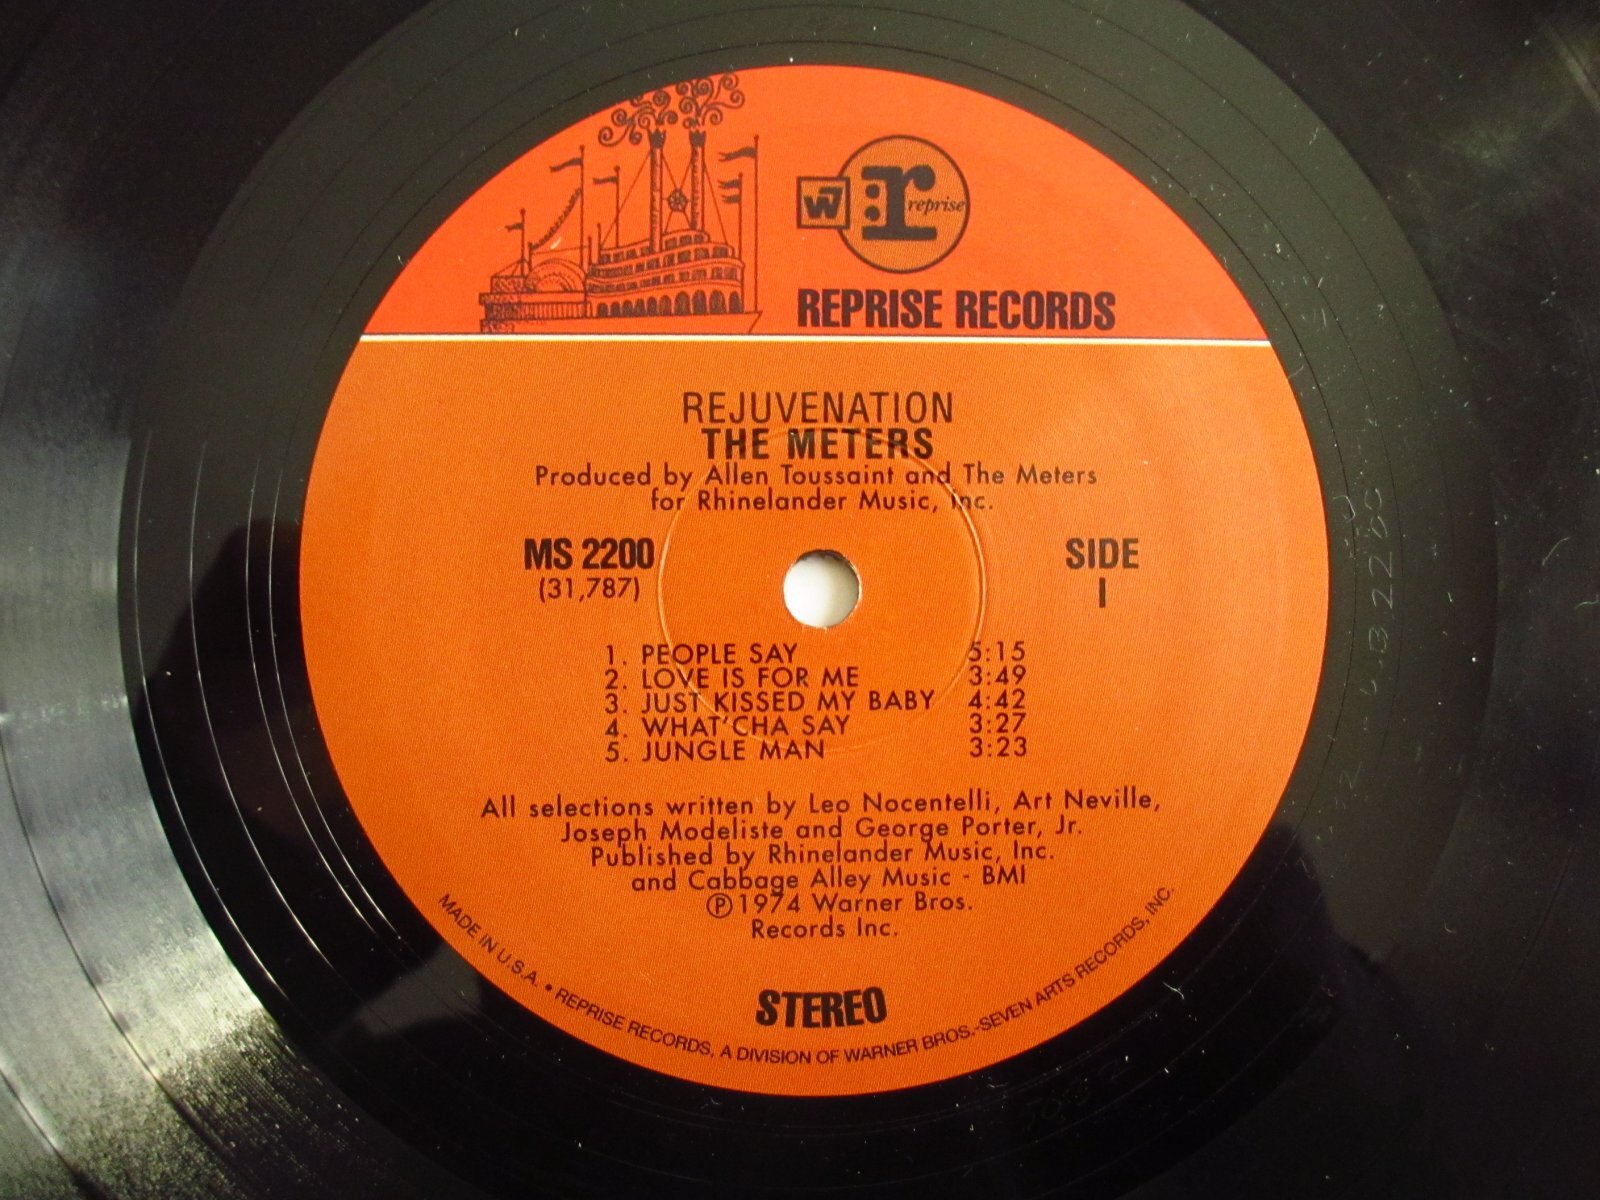 W7
r: reprise
REPRISE RECORDS
REJUVENATION
THE METERS
Produced by Allen Toussaint and The Meters
for Rhinelander Music, Inc.
MS 2200
(31,787)
SIDE
1
1. PEOPLE SAY 5:15
2. LOVE IS FOR ME 3:49
3. JUST KISSED MY BABY 4:42
4. WHAT'CHA SAY 3:27
5. JUNGLE MAN 3:23
All selections written by Leo Nocentelli, Art Neville,
Joseph Modeliste and George Porter, Jr.
Published by Rhinelander Music, Inc.
and Cabbage Alley Music - BMI
℗1974 Warner Bros.
Records Inc.
STEREO
MADE IN U.S.A. • REPRISE RECORDS, A DIVISION OF WARNER BROS.-SEVEN ARTS RECORDS, INC.